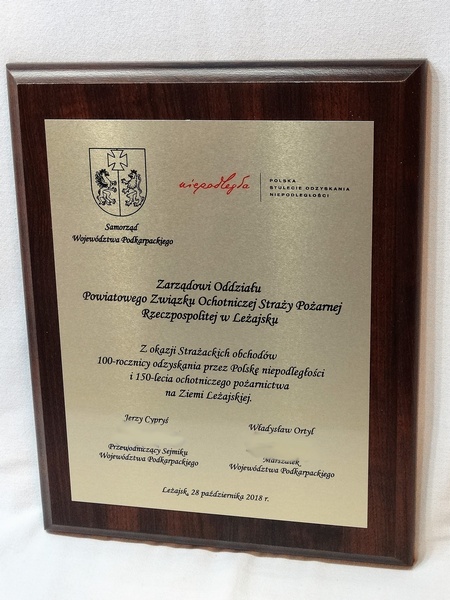 niepodległa
POLSKA
STULECIE ODZYSKANIA
NIEPODLEGŁOŚCI
Samorząd
Województwa Podkarpackiego
Zarządowi Oddziału
Powiatowego Związku Ochotniczej Straży Pożarnej
Rzeczpospolitej w Leżajsku
Z okazji Strażackich obchodów
100-rocznicy odzyskania przez Polskę niepodległości
i 150-lecia ochotniczego pożarnictwa
na Ziemi Leżajskiej.
Jerzy Cypryś
Przewodniczący Sejmiku
Województwa Podkarpackiego
Władysław Ortyl
Marszałek
Województwa Podkarpackiego
Leżajsk, 28 października 2018 r.